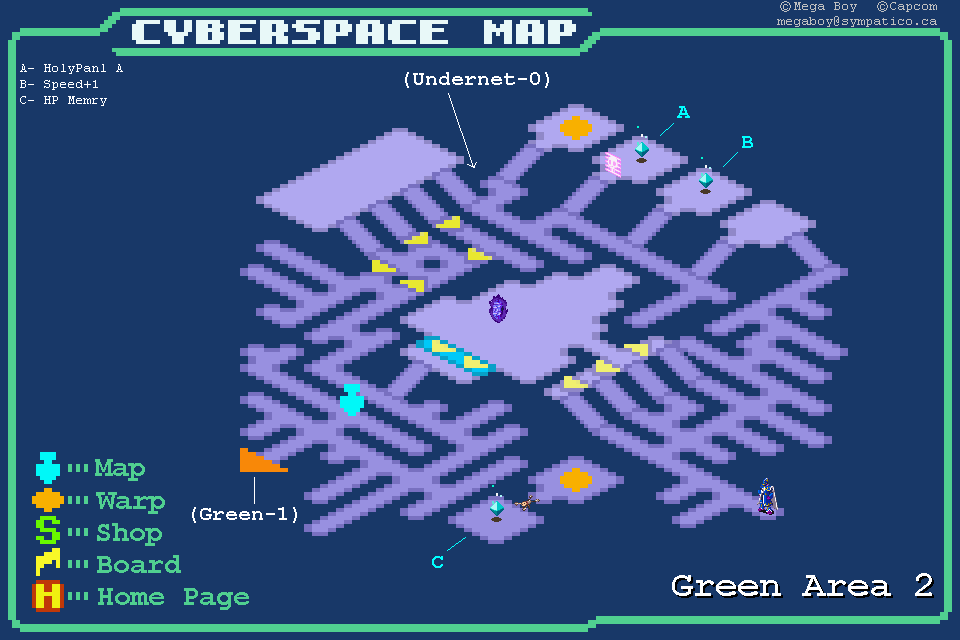 ©Mega Boy ©Capcom
megaboy@sympatico.ca
CYBERSPACE MAP
A- HolyPanl A
B- Speed+1
C- HP Memry
(Undernet-0)
A
B
Map
Warp
(Green-1)
S Shop
Board
C
H Home Page
Green Area 2